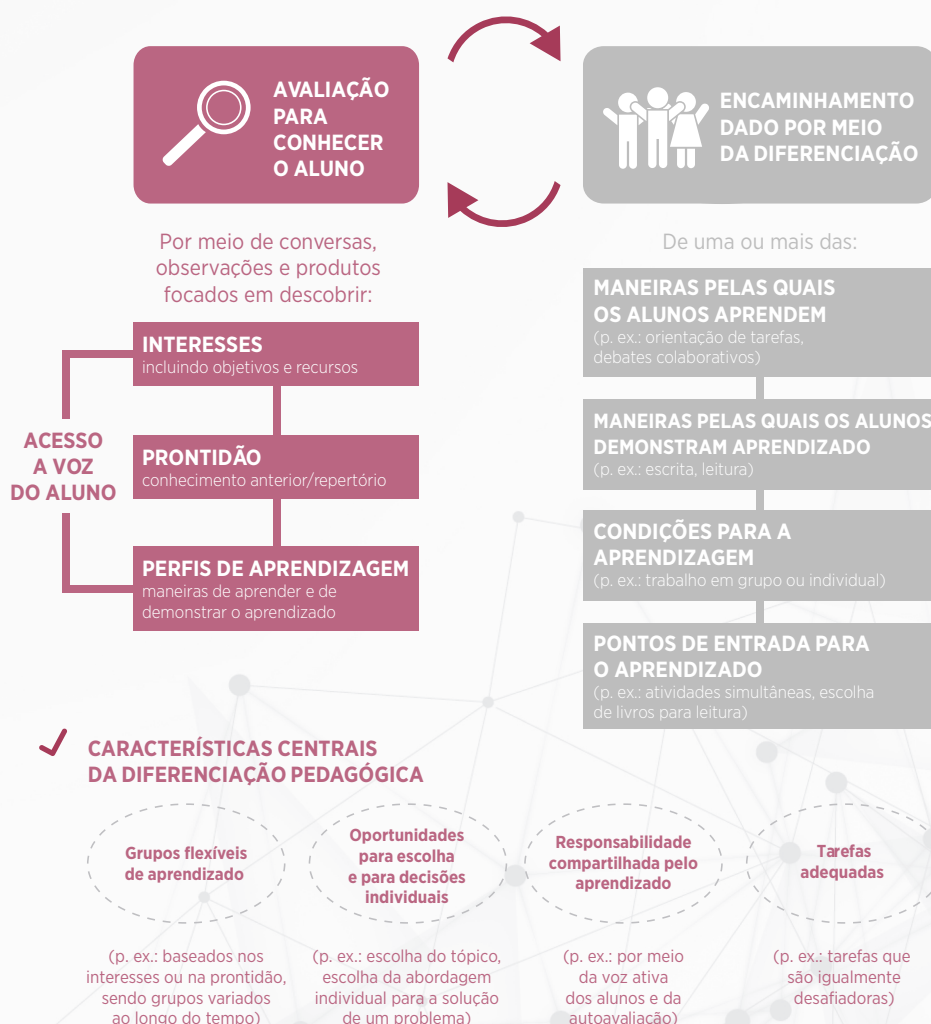 AVALIAÇÃO
PARA
CONHECER
O ALUNO
ENCAMINHAMENTO
DADO POR MEIO
DA DIFERENCIAÇÃO
Por meio de conversas,
observações e produtos
focados em descobrir:
INTERESSES
incluindo objetivos e recursos
PRONTIDÃO
conhecimento anterior/repertório
PERFIS DE APRENDIZAGEM
maneiras de aprender e de
demonstrar o aprendizado
ACESSO
A VOZ
DO ALUNO
De uma ou mais das:
MANEIRAS PELAS QUAIS
OS ALUNOS APRENDEM
(p. ex.: orientação de tarefas,
debates colaborativos)
MANEIRAS PELAS QUAIS OS ALUNOS
DEMONSTRAM APRENDIZADO
(p. ex.: escrita, leitura)
CONDIÇÕES PARA A
APRENDIZAGEM
(p. ex.: trabalho em grupo ou individual)
PONTOS DE ENTRADA PARA
O APRENDIZADO
(p. ex.: atividades simultâneas, escolha
de livros para leitura)
CARACTERÍSTICAS CENTRAIS
DA DIFERENCIAÇÃO PEDAGÓGICA
Grupos flexíveis
de aprendizado
(p. ex.: baseados nos
interesses ou na prontidão,
sendo grupos variados
ao longo do tempo)
Oportunidades
para escolha
e para decisões
individuais
(p. ex.: escolha do tópico,
escolha da abordagem
individual para a solução
de um problema)
Responsabilidade
compartilhada pelo
aprendizado
(p. ex.: por meio
da voz ativa
dos alunos e da
autoavaliação)
Tarefas
adequadas
(p. ex.: tarefas que
são igualmente
desafiadoras)